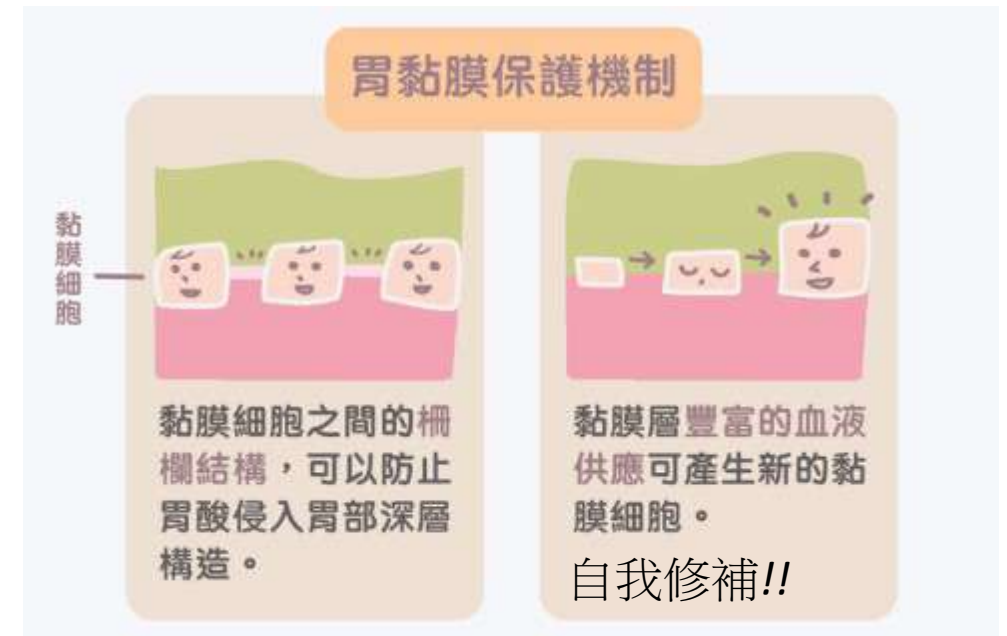 胃黏膜保護機制
黏膜細胞
黏膜細胞之間的柵
欄結構，可以防止
胃酸侵入胃部深層
構造。
黏膜層豐富的血液
供應可產生新的黏
膜細胞。
自我修補!!